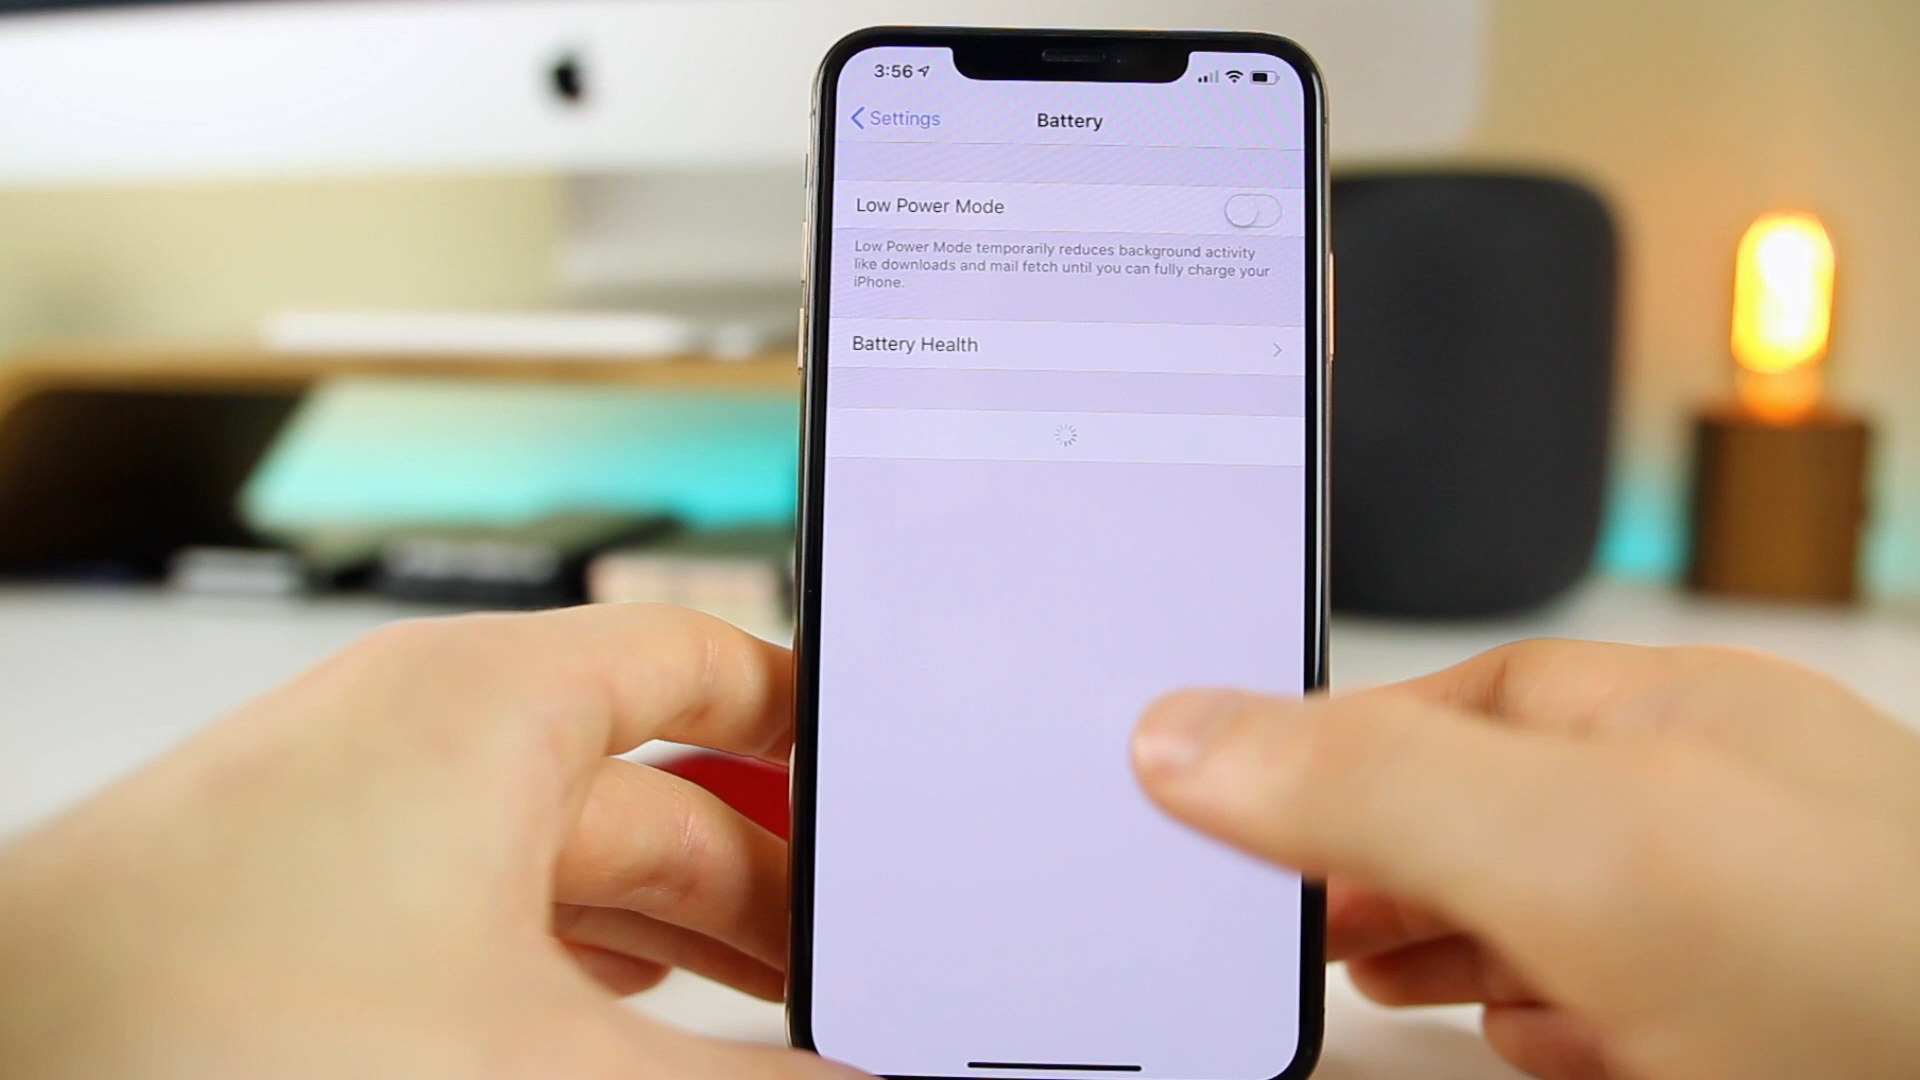 3:56
Settings
Battery
Low Power Mode
Low Power Mode temporarily reduces background activity
like downloads and mail fetch until you can fully charge your
iPhone.
Battery Health